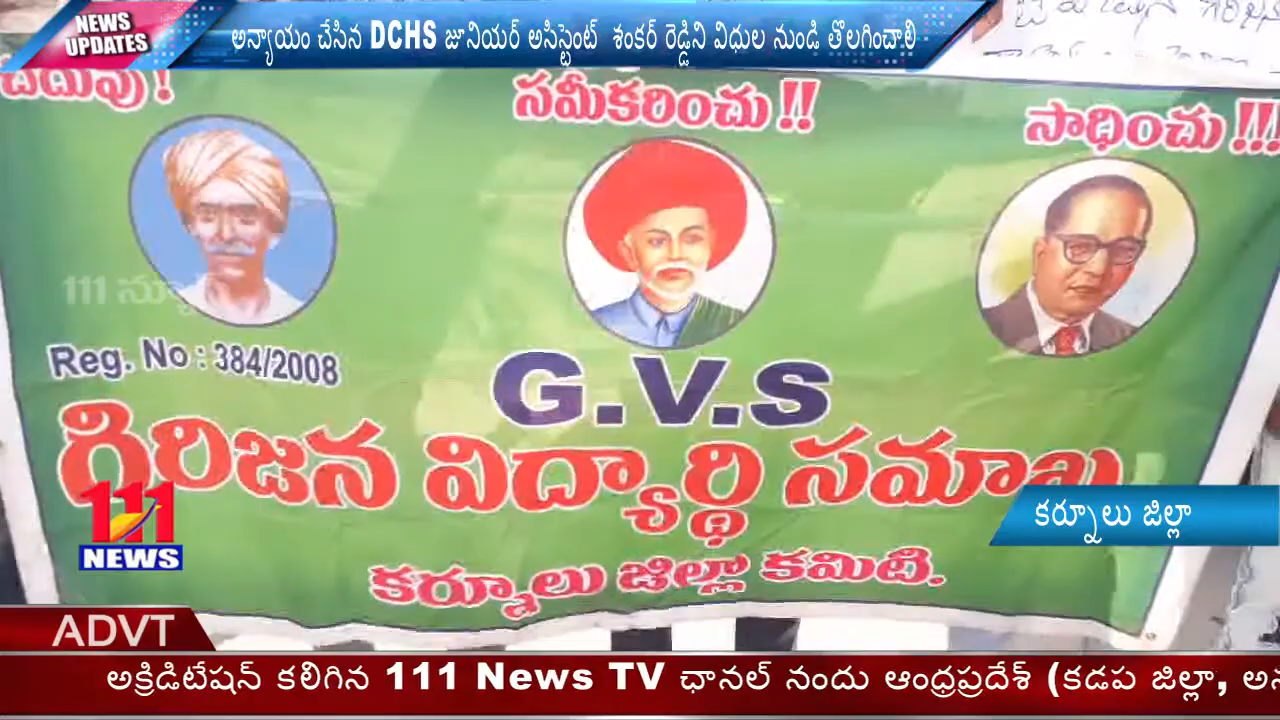 NEWS
UPDATES
అన్యాయం చేసిన DCHS జూనియర్ అసిస్టెంట్ శంకర్ రెడ్డిని విధుల నుండి తొలగించాలి
చదువు!
సమీకరించు!!
సాధించు!!!
111 న్యూస్
Reg. No : 384/2008
G.V.S
గిరిజన విద్యార్థి సమాఖ్య
111
NEWS
కర్నూలు జిల్లా
కర్నూలు జిల్లా కమిటి.
ADVT
అక్రిడిటేషన్ కలిగిన 111 News TV ఛానల్ నందు ఆంధ్రప్రదేశ్ (కడప జిల్లా,